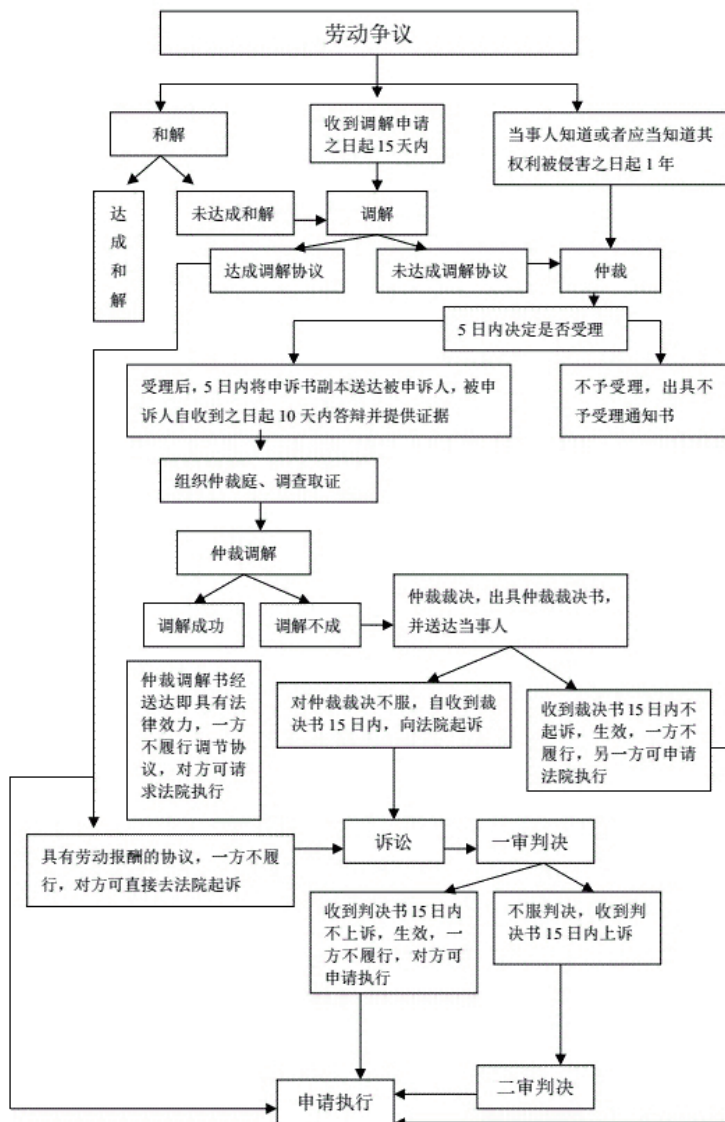 劳动争议
和解
收到调解申请
之日起 15 天内
当事人知道或者应当知道其
权利被侵害之日起 1 年
达
成
和
解
未达成和解
调解
达成调解协议
未达成调解协议
仲裁
5 日内决定是否受理
受理后，5 日内将申诉书副本送达被申诉人，被申
诉人自收到之日起 10 天内答辩并提供证据
不予受理，出具不
予受理通知书
组织仲裁庭、调查取证
仲裁调解
调解成功
调解不成
仲裁裁决，出具仲裁裁决书，
并送达当事人
仲裁调解书经
送达即具有法
律效力，一方
不履行调节协
议，对方可请
求法院执行
对仲裁裁决不服，自收到裁
决书 15 日内，向法院起诉
收到裁决书 15 日内不
起诉，生效，一方不
履行，另一方可申请
法院执行
具有劳动报酬的协议，一方不履
行，对方可直接去法院起诉
诉讼
一审判决
收到判决书 15 日内
不上诉，生效，一
方不履行，对方可
申请执行
不服判决，收到判
决书 15 日内上诉
二审判决
申请执行